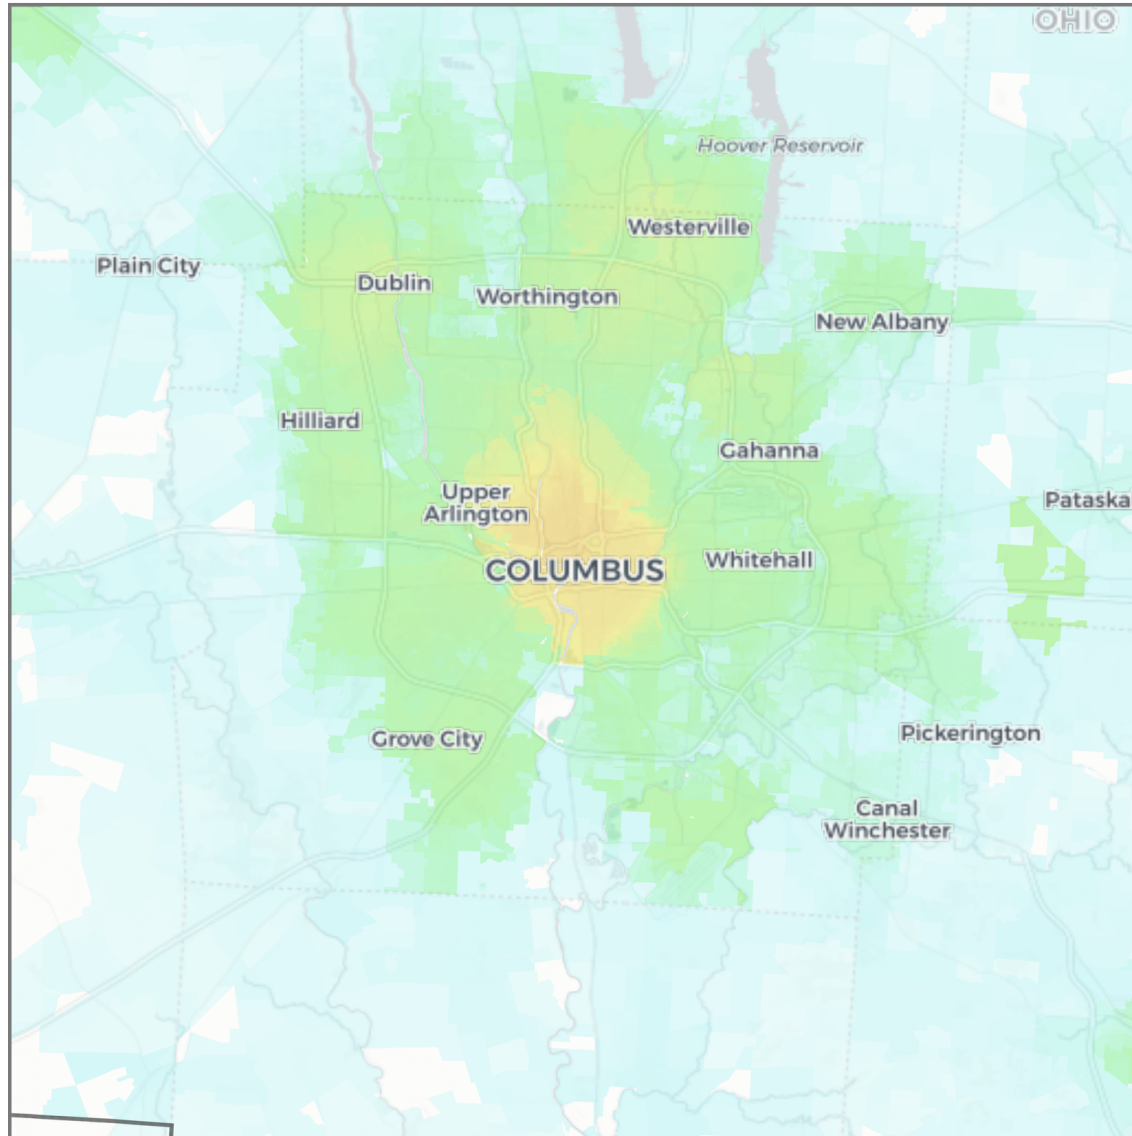 OHIO
Hoover Reservoir
Westerville
Plain City
Dublin
Worthington
New Albany
Hilliard
Gahanna
Upper
Arlington
Pataska
COLUMBUS
Whitehall
Grove City
Pickerington
Canal
Winchester